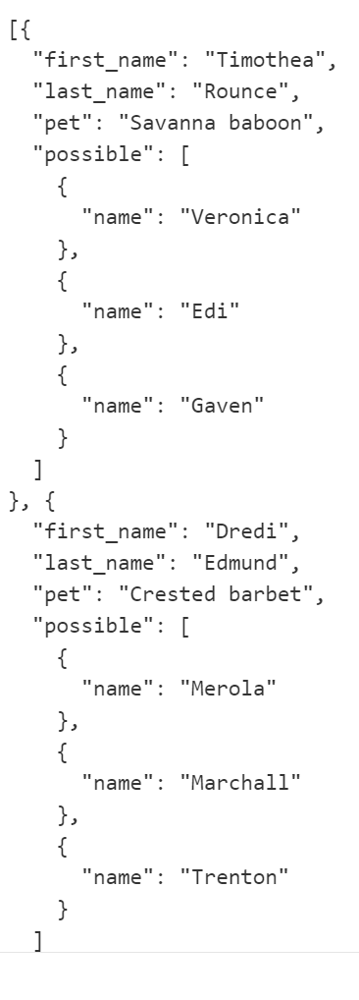 [{
  "first_name": "Timothea",
  "last_name": "Rounce",
  "pet": "Savanna baboon",
  "possible": [
    {
      "name": "Veronica"
    },
    {
      "name": "Edi"
    },
    {
      "name": "Gaven"
    }
  ]
}, {
  "first_name": "Dredi",
  "last_name": "Edmund",
  "pet": "Crested barbet",
  "possible": [
    {
      "name": "Merola"
    },
    {
      "name": "Marchall"
    },
    {
      "name": "Trenton"
    }
  ]